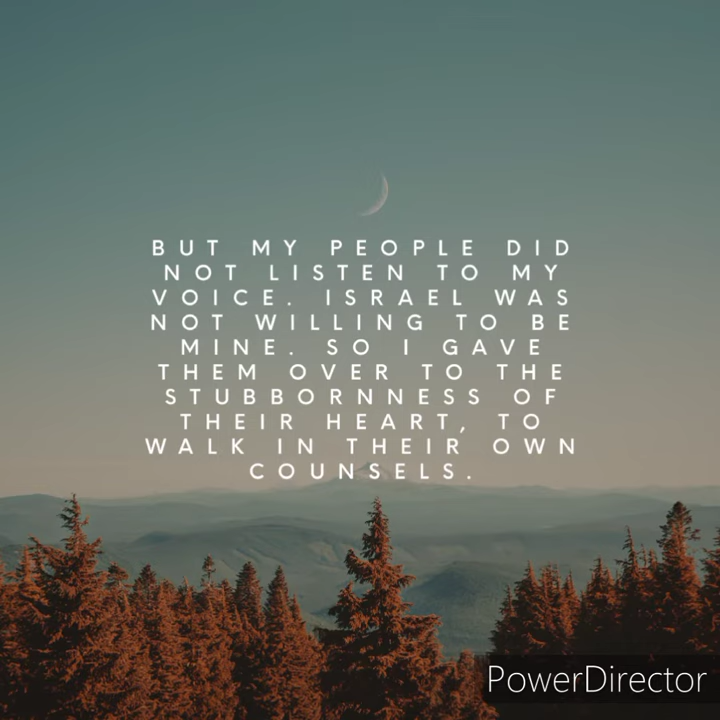 BUT MY PEOPLE DID
NOT LISTEN TO MY
VOICE. ISRAEL WAS
NOT WILLING TO BE
MINE. SO I GAVE
THEM OVER TO THE
STUBBORNNESS OF
THEIR HEART, TO
WALK IN THEIR OWN
COUNSELS.
PowerDirector